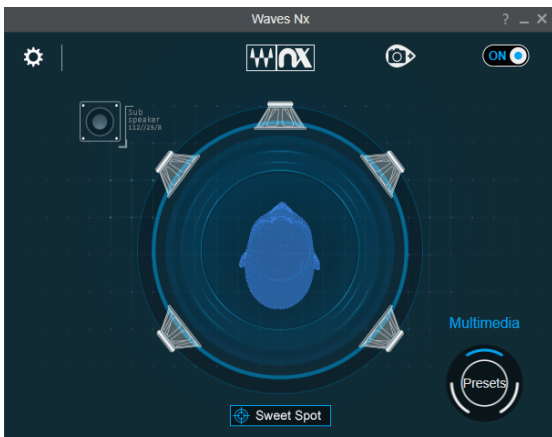 Waves Nx
nx
ON
Sub
speaker
112//25/8
Multimedia
Presets
Sweet Spot